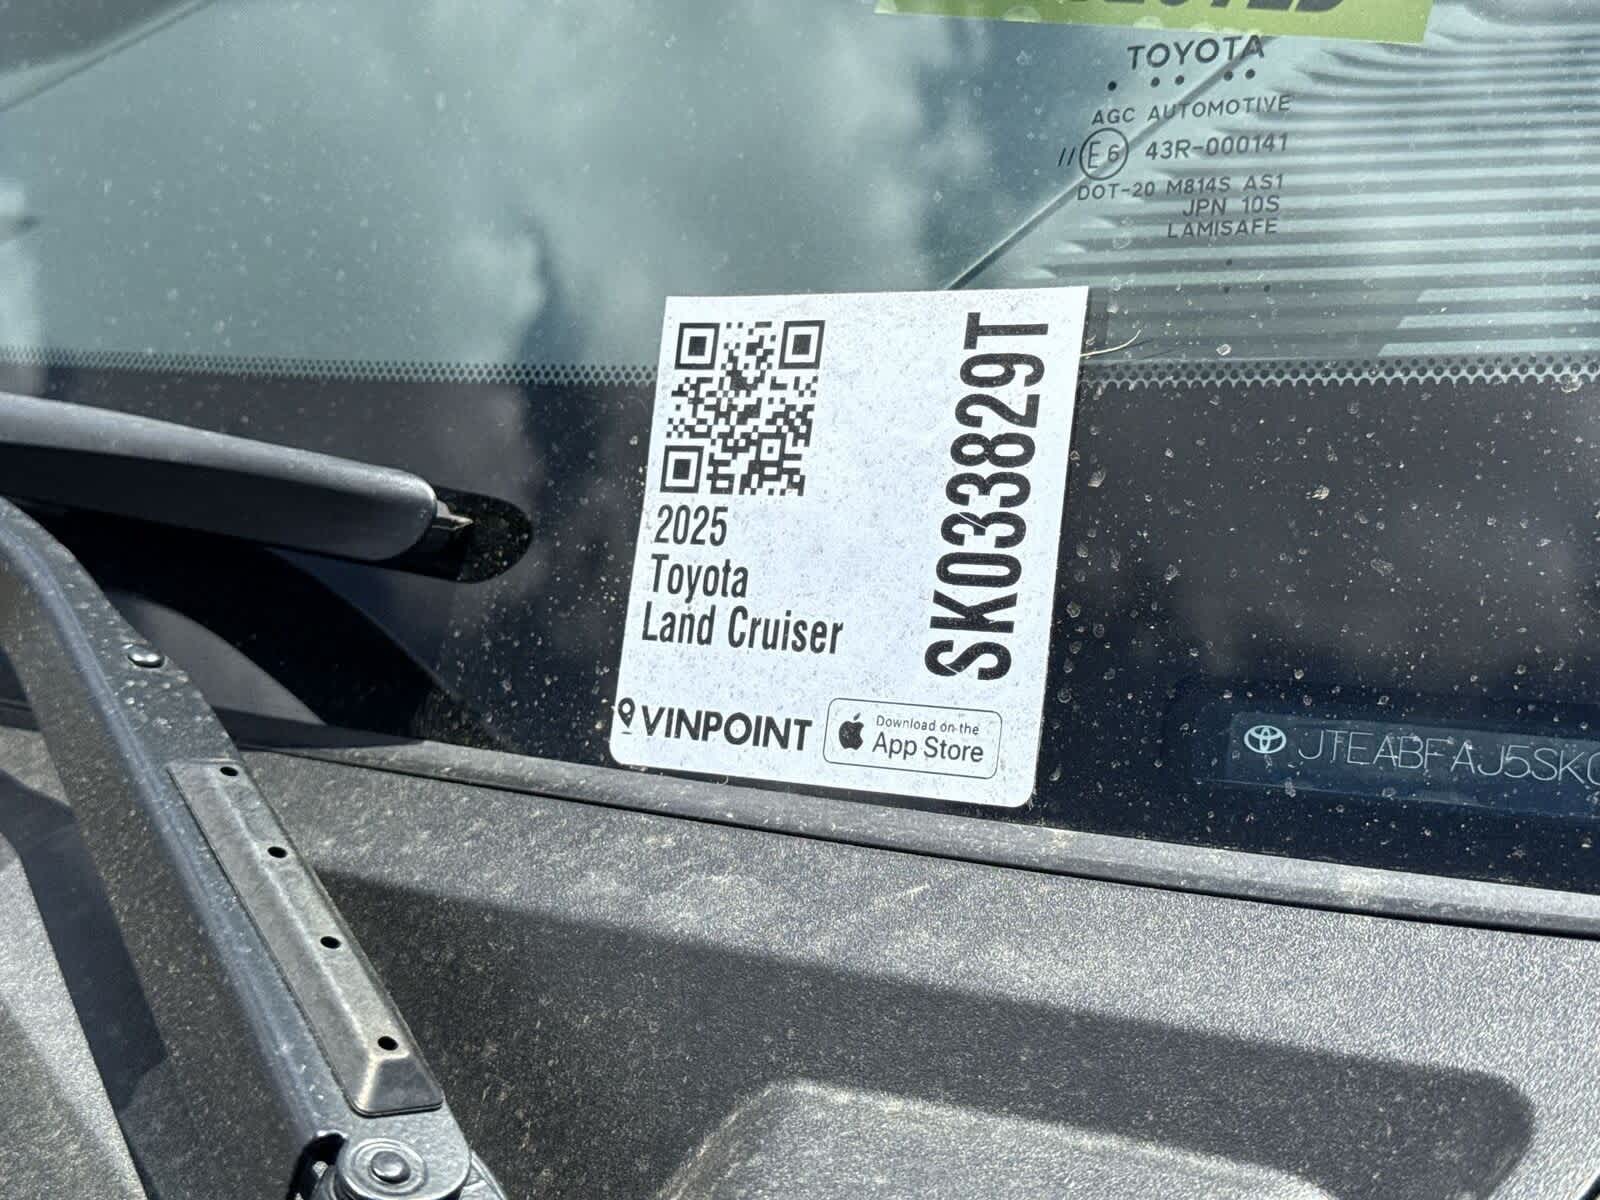 TOYOTA
AGC AUTOMOTIVE
E6 43R-000141
DOT-20 M814S AS1
JPN 10S
LAMISAFE
2025
Toyota
Land Cruiser
SK033829T
VINPOINT
Download on the
App Store
JTEABFAJ5SK